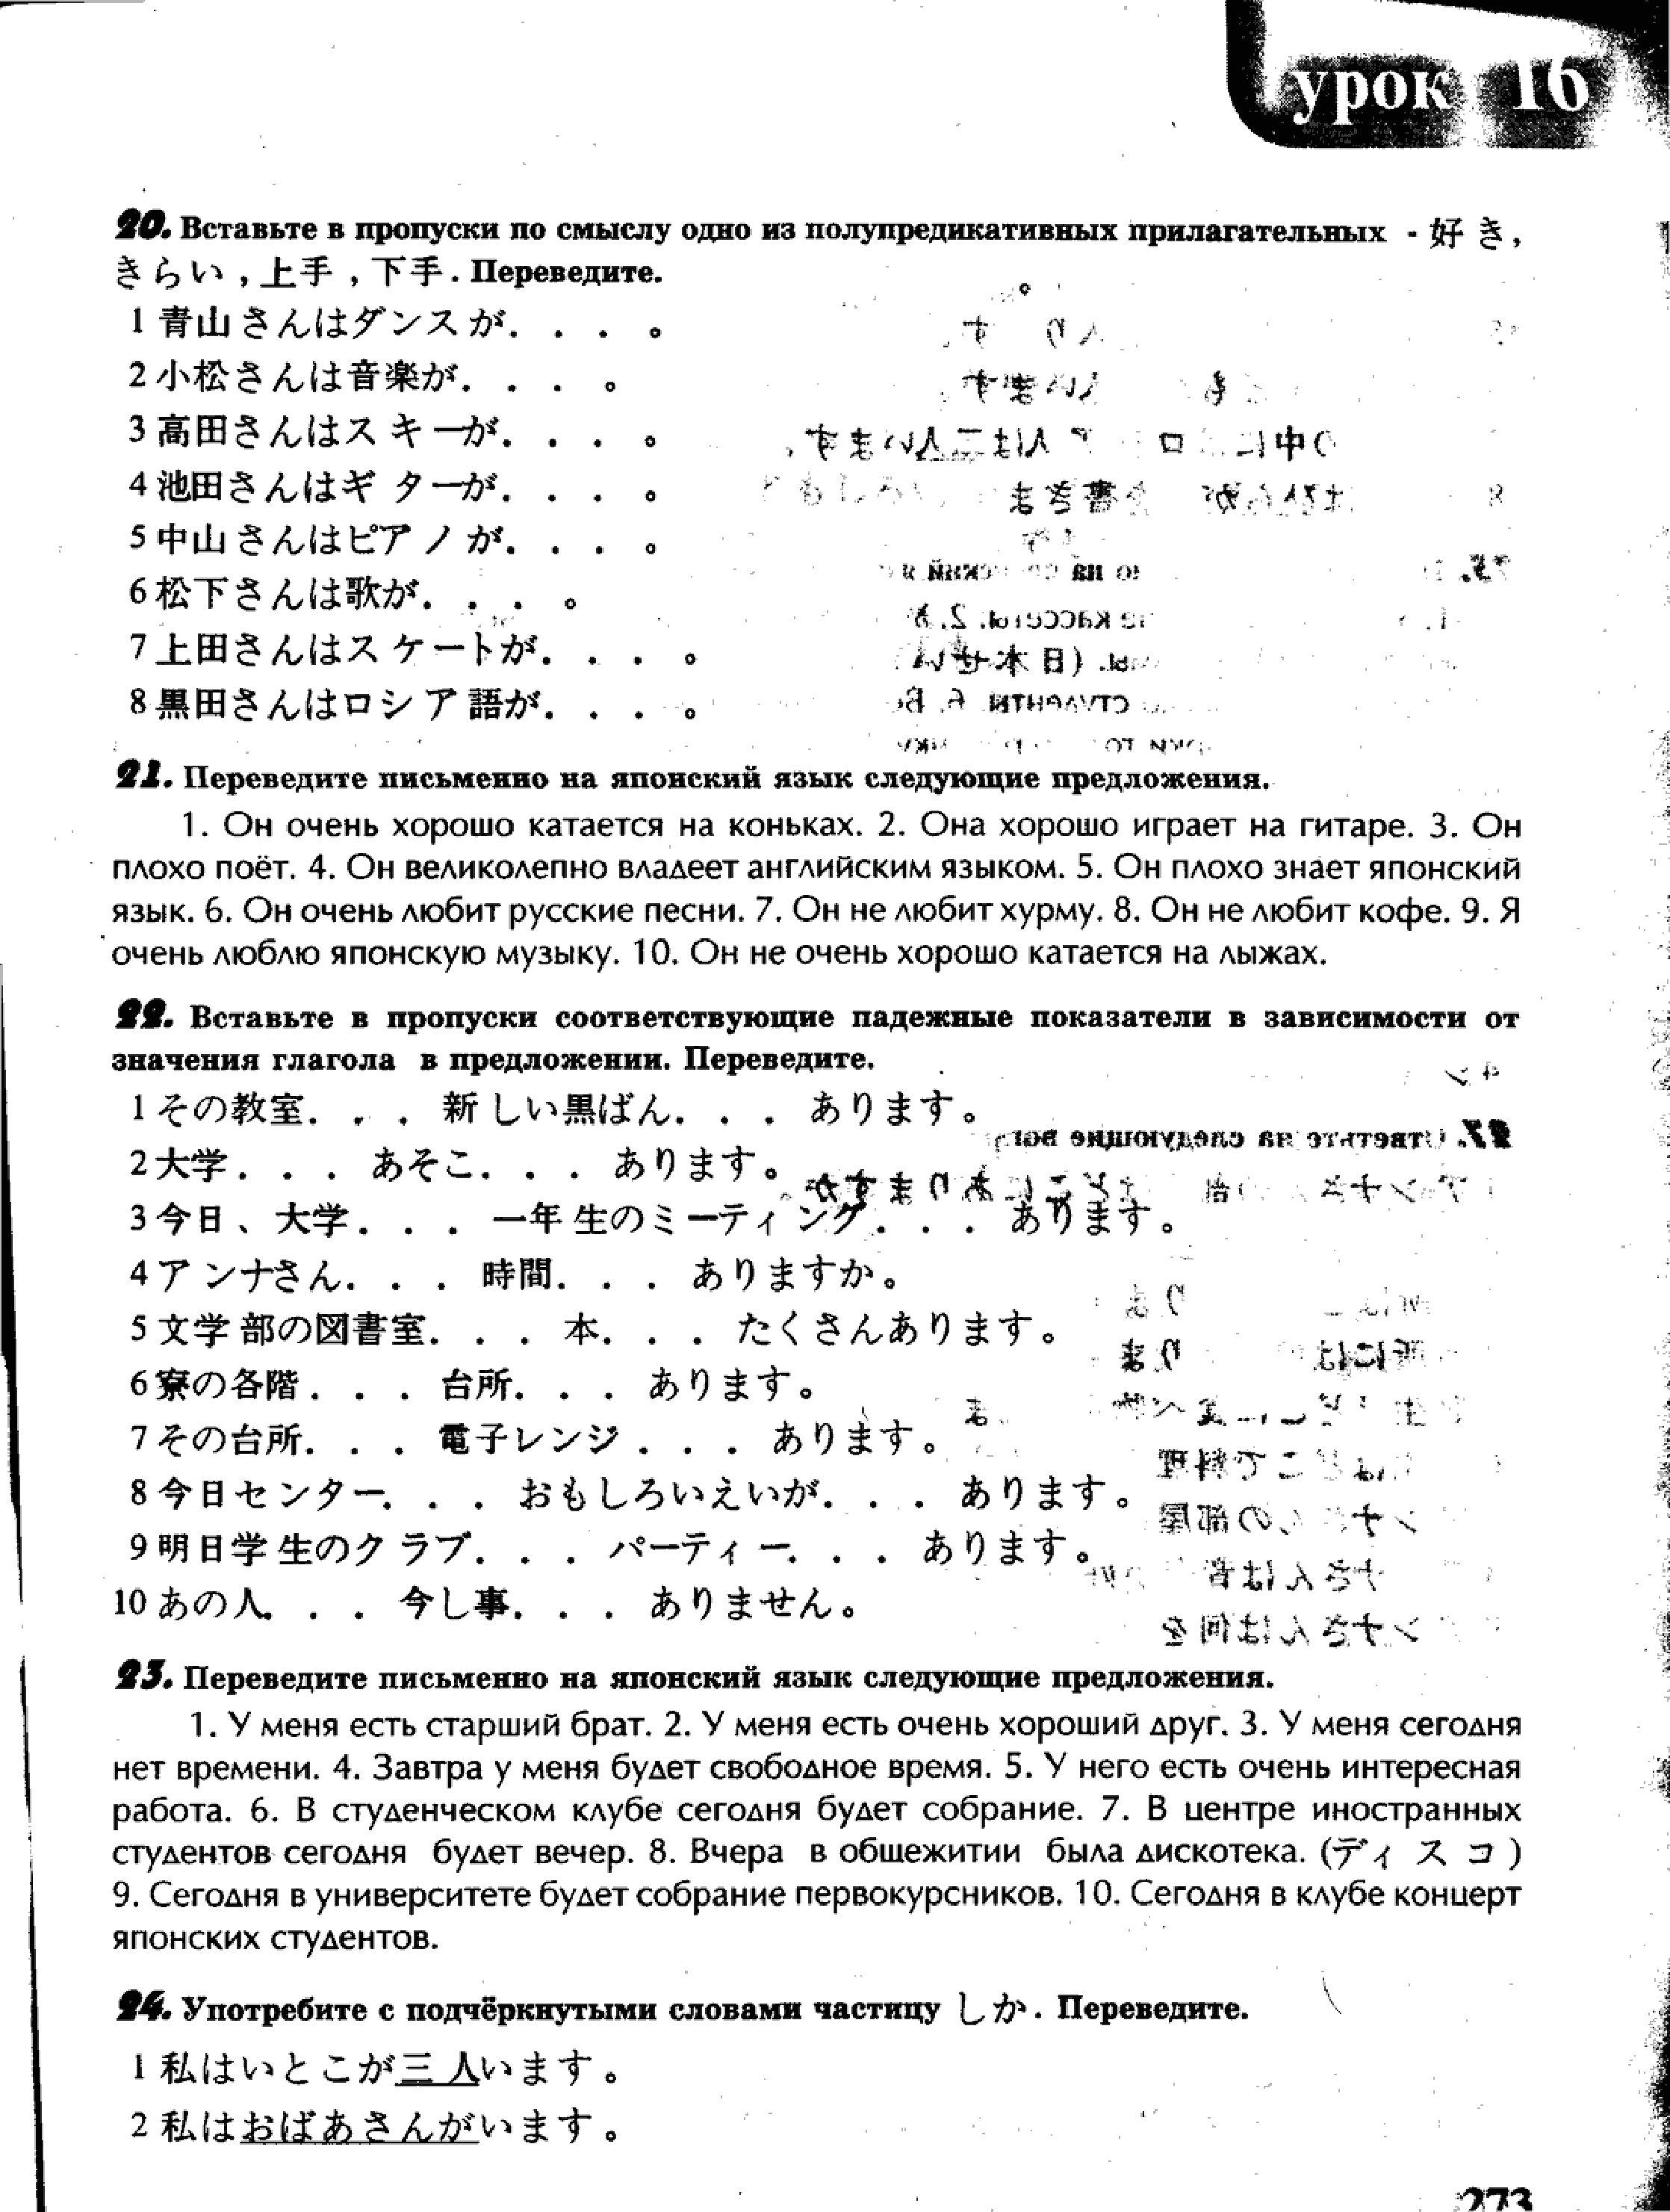 урок 16
20. Вставьте в пропуски по смыслу одно из полупредикативных прилагательных - 好き,
きらい , 上手 , 下手 . Переведите.
1 青山さんはダンスが. . . . 。
2 小松さんは音楽が. . . . 。
3 高田さんはスキーが. . . . 。
4 池田さんはギターが. . . . 。
5 中山さんはピアノが. . . . 。
6 松下さんは歌が. . . . 。
7 上田さんはスケートが. . . . 。
8 黒田さんはロシア語が. . . . 。
21. Переведите письменно на японский язык следующие предложения.
1. Он очень хорошо катается на коньках. 2. Она хорошо играет на гитаре. 3. Он
плохо поёт. 4. Он великолепно владеет английским языком. 5. Он плохо знает японский
язык. 6. Он очень любит русские песни. 7. Он не любит хурму. 8. Он не любит кофе. 9. Я
очень люблю японскую музыку. 10. Он не очень хорошо катается на лыжах.
22. Вставьте в пропуски соответствующие падежные показатели в зависимости от
значения глагола в предложении. Переведите.
1 その教室. . . 新しい黒ばん. . . あります。
2 大学. . . あそこ. . . あります。
3 今日、大学. . . 一年生のミーティング. . . あります。
4 アンナさん. . . 時間. . . ありますか。
5 文学部の図書室. . . 本. . . たくさんあります。
6 寮の各階. . . 台所. . . あります。
7 その台所. . . 電子レンジ. . . あります。
8 今日センター. . . おもしろいえいが. . . あります。
9 明日学生のクラブ. . . パーティー. . . あります。
10 あの人. . . 今し事. . . ありません。
23. Переведите письменно на японский язык следующие предложения.
1. У меня есть старший брат. 2. У меня есть очень хороший друг. 3. У меня сегодня
нет времени. 4. Завтра у меня будет свободное время. 5. У него есть очень интересная
работа. 6. В студенческом клубе сегодня будет собрание. 7. В центре иностранных
студентов сегодня будет вечер. 8. Вчера в общежитии была дискотека. (ディスコ)
9. Сегодня в университете будет собрание первокурсников. 10. Сегодня в клубе концерт
японских студентов.
24. Употребите с подчёркнутыми словами частицу しか . Переведите.
1 私はいとこが三人います。
2 私はおばあさんがいます。
273